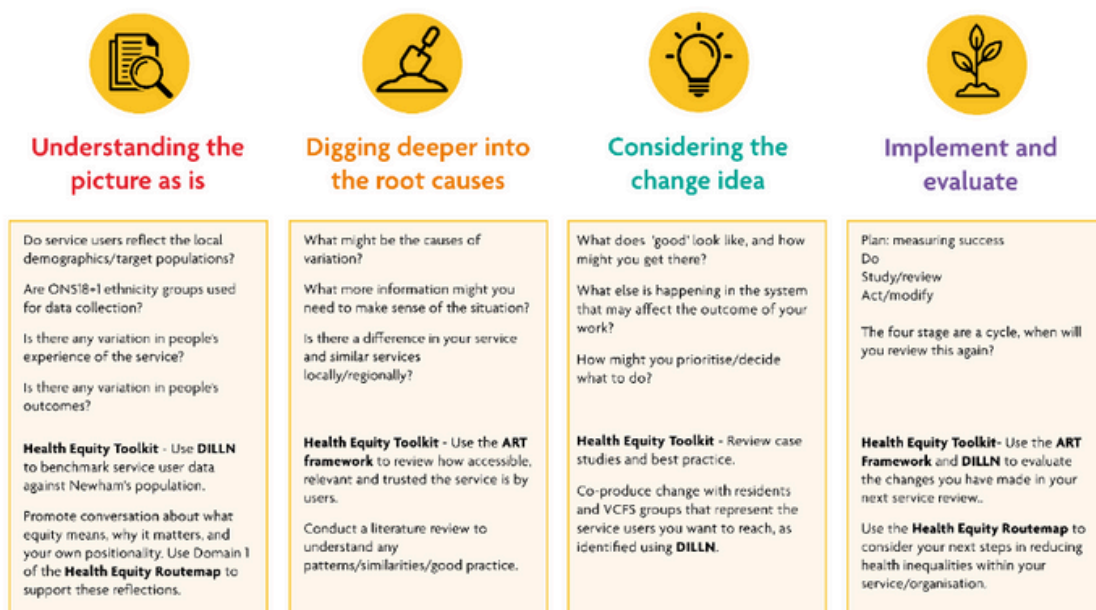 Understanding the
picture as is
Do service users reflect the local
demographics/target populations?
Are ONS18+1 ethnicity groups used
for data collection?
Is there any variation in people's
experience of the service?
Is there any variation in people's
outcomes?
Health Equity Toolkit - Use DILLN
to benchmark service user data
against Newham's population.
Promote conversation about what
equity means, why it matters, and
your own positionality. Use Domain 1
of the Health Equity Routemap to
support these reflections.
Digging deeper into
the root causes
What might be the causes of
variation?
What more information might you
need to make sense of the situation?
Is there a difference in your service
and similar services
locally/regionally?
Health Equity Toolkit - Use the ART
framework to review how accessible,
relevant and trusted the service is by
users.
Conduct a literature review to
understand any
patterns/similarities/good practice.
Considering the
change idea
What does 'good' look like, and how
might you get there?
What else is happening in the system
that may affect the outcome of your
work?
How might you prioritise/decide
what to do?
Health Equity Toolkit - Review case
studies and best practice.
Co-produce change with residents
and VCFS groups that represent the
service users you want to reach, as
identified using DILLN.
Implement and
evaluate
Plan: measuring success
Do
Study/review
Act/modify
The four stage are a cycle, when will
you review this again?
Health Equity Toolkit- Use the ART
Framework and DILLN to evaluate
the changes you have made in your
next service review..
Use the Health Equity Routemap to
consider your next steps in reducing
health inequalities within your
service/organisation.